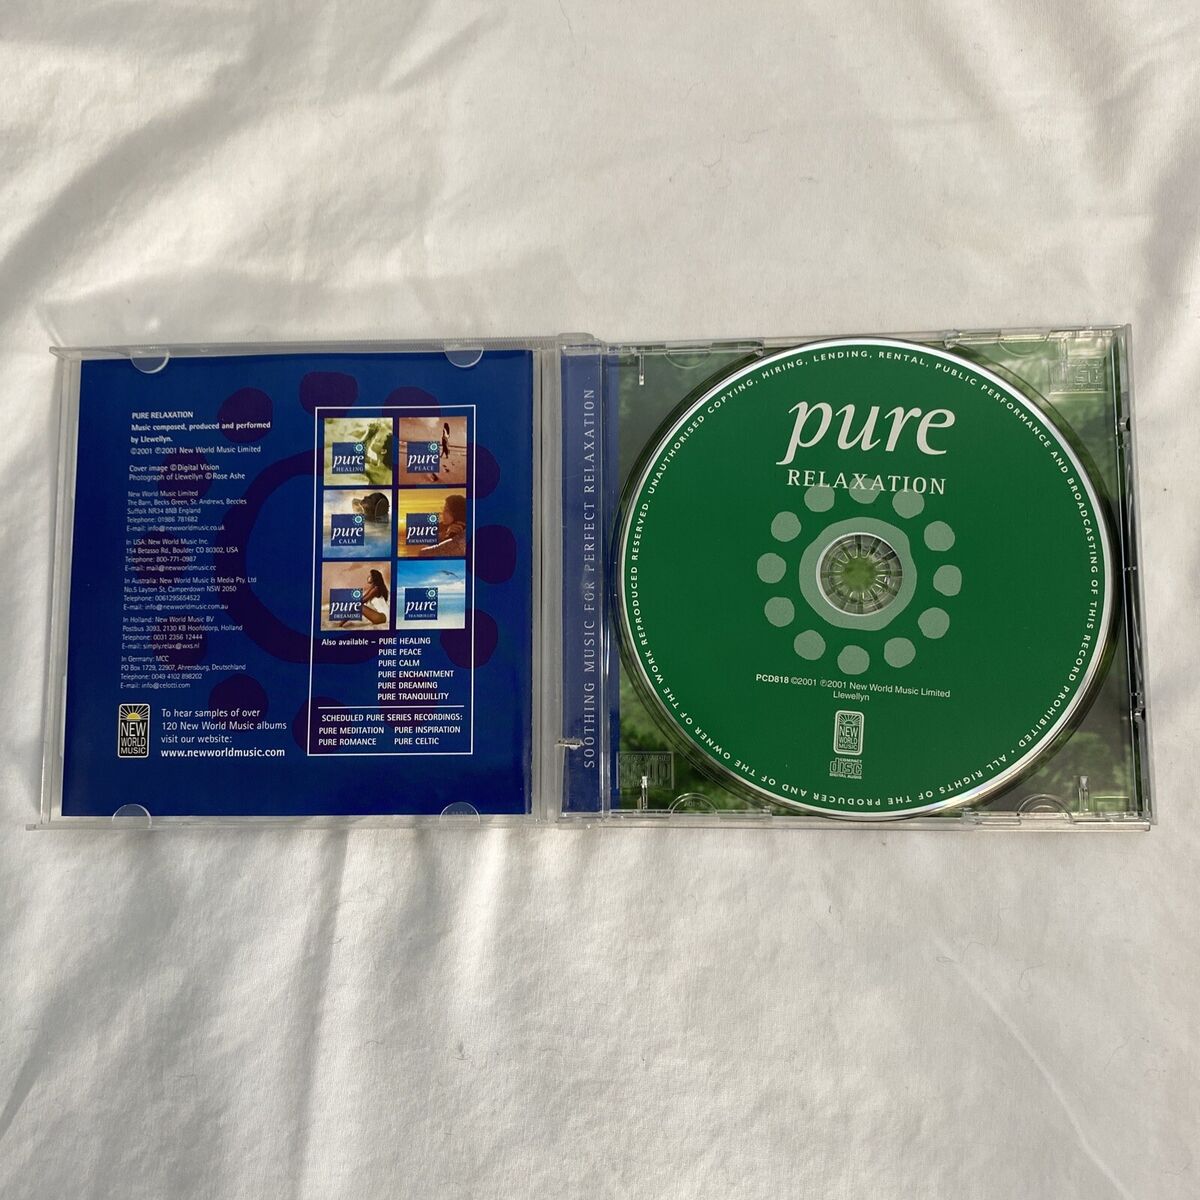 PURE RELAXATION
Music composed, produced and performed
by Llewellyn.
©2001 ℗2001 New World Music Limited
Cover image ©Digital Vision
Photograph of Llewellyn ©Rose Ashe
New World Music Limited
The Barn, Becks Green, St. Andrews, Beccles
Suffolk NR34 8NB England
Telephone: 01986 781682
E-mail: info@newworldmusic.co.uk
In USA: New World Music Inc.
154 Betasso Rd, Boulder CO 80302, USA
Telephone: 800-771-0987
E-mail: mail@newworldmusic.cc
In Australia: New World Music & Media Pty. Ltd
No.5 Layton St, Camperdown NSW 2050
Telephone: 0061295654522
E-mail: info@newworldmusic.com.au
In Holland: New World Music BV
Postbus 3093, 2130 KB Hoofddorp, Holland
Telephone: 0031 2356 12444
E-mail: simply.relax@wxs.nl
In Germany: MCC
PO Box 1729, 22907, Ahrensburg, Deutschland
Telephone: 0049 4102 898202
E-mail: info@celotti.com
NEW
WORLD
MUSIC
To hear samples of over
120 New World Music albums
visit our website:
www.newworldmusic.com
pure
HEALING
pure
PEACE
pure
CALM
pure
ENCHANTMENT
pure
DREAMING
pure
TRANQUILLITY
Also available – PURE HEALING
PURE PEACE
PURE CALM
PURE ENCHANTMENT
PURE DREAMING
PURE TRANQUILLITY
SCHEDULED PURE SERIES RECORDINGS:
PURE MEDITATION PURE INSPIRATION
PURE ROMANCE PURE CELTIC
SOOTHING MUSIC FOR PERFECT RELAXATION
pure
RELAXATION
PCD818 ©2001 ℗2001 New World Music Limited
Llewellyn
NEW
WORLD
MUSIC
COMPACT
disc
DIGITAL AUDIO
ALL RIGHTS OF THE PRODUCER AND OF THE OWNER OF THE WORK REPRODUCED RESERVED. UNAUTHORISED COPYING, HIRING, LENDING, RENTAL, PUBLIC PERFORMANCE AND BROADCASTING OF THIS RECORD PROHIBITED •